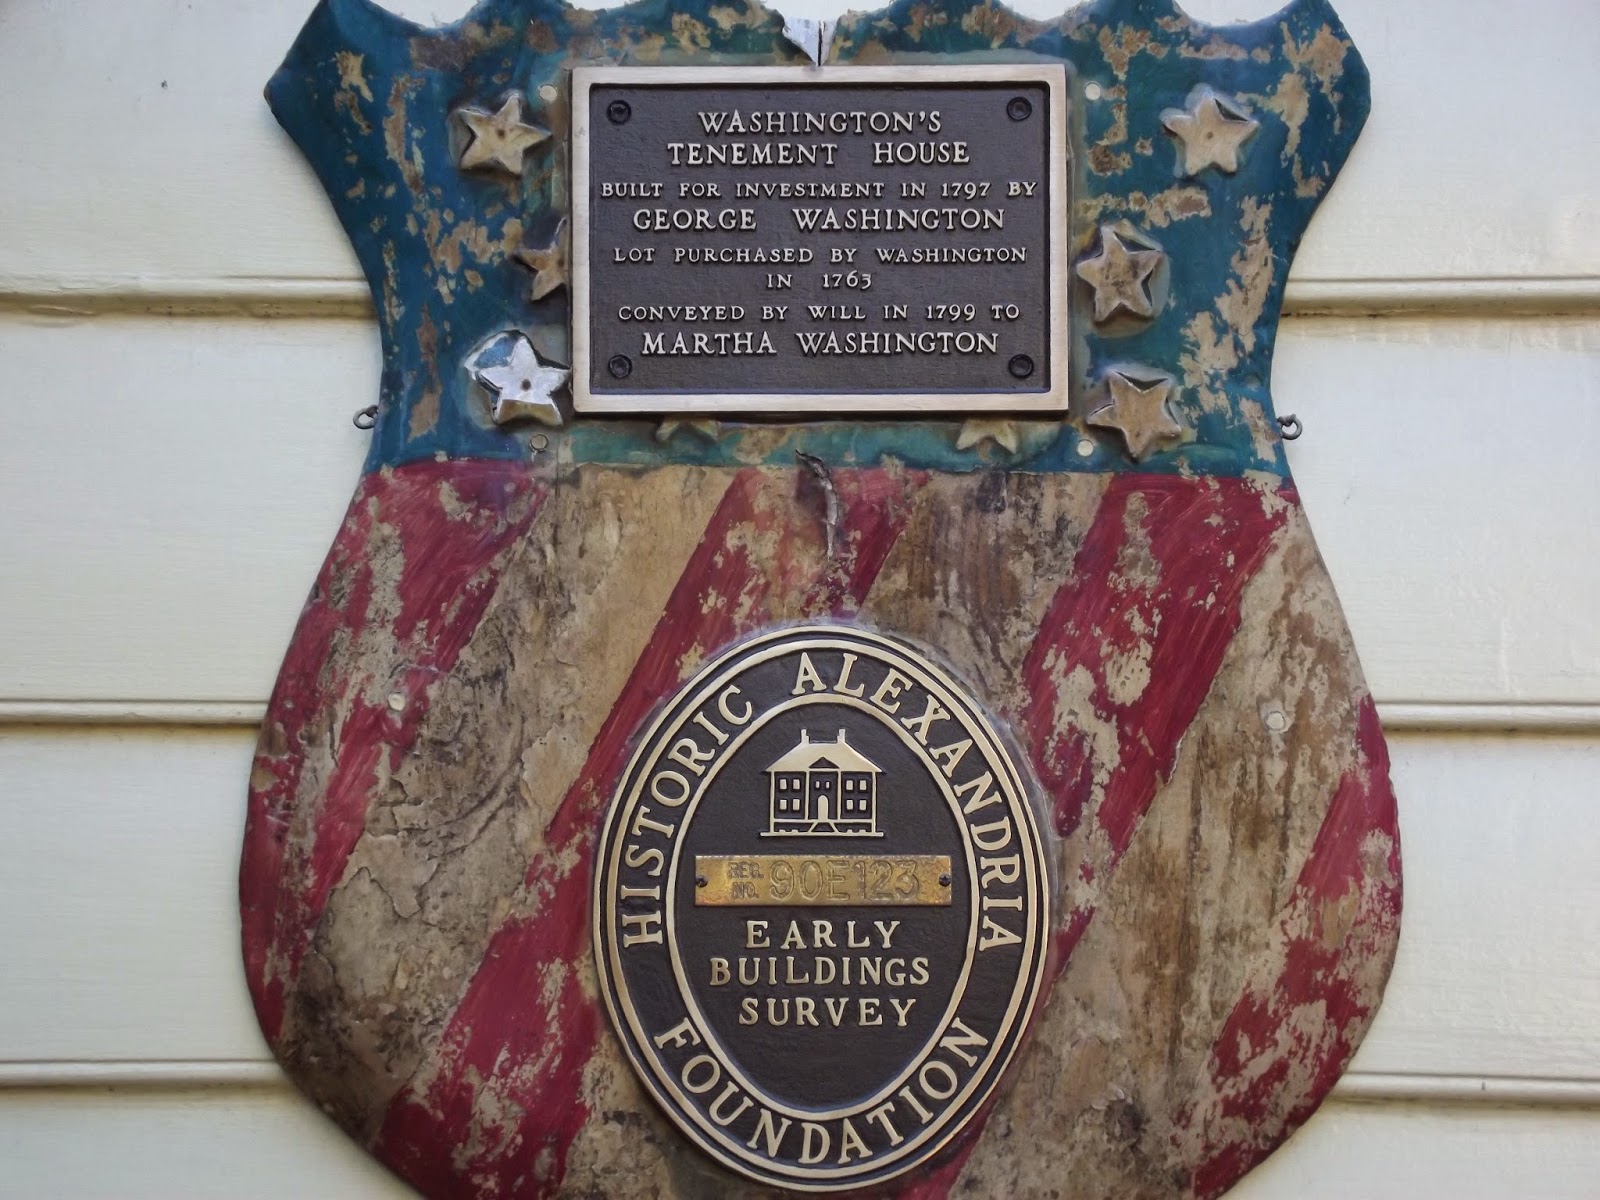 WASHINGTON'S
TENEMENT HOUSE
BUILT FOR INVESTMENT IN 1797 BY
GEORGE WASHINGTON
LOT PURCHASED BY WASHINGTON
IN 1763
CONVEYED BY WILL IN 1799 TO
MARTHA WASHINGTON
HISTORIC ALEXANDRIA
REG.
NO. 90E123
EARLY
BUILDINGS
SURVEY
FOUNDATION